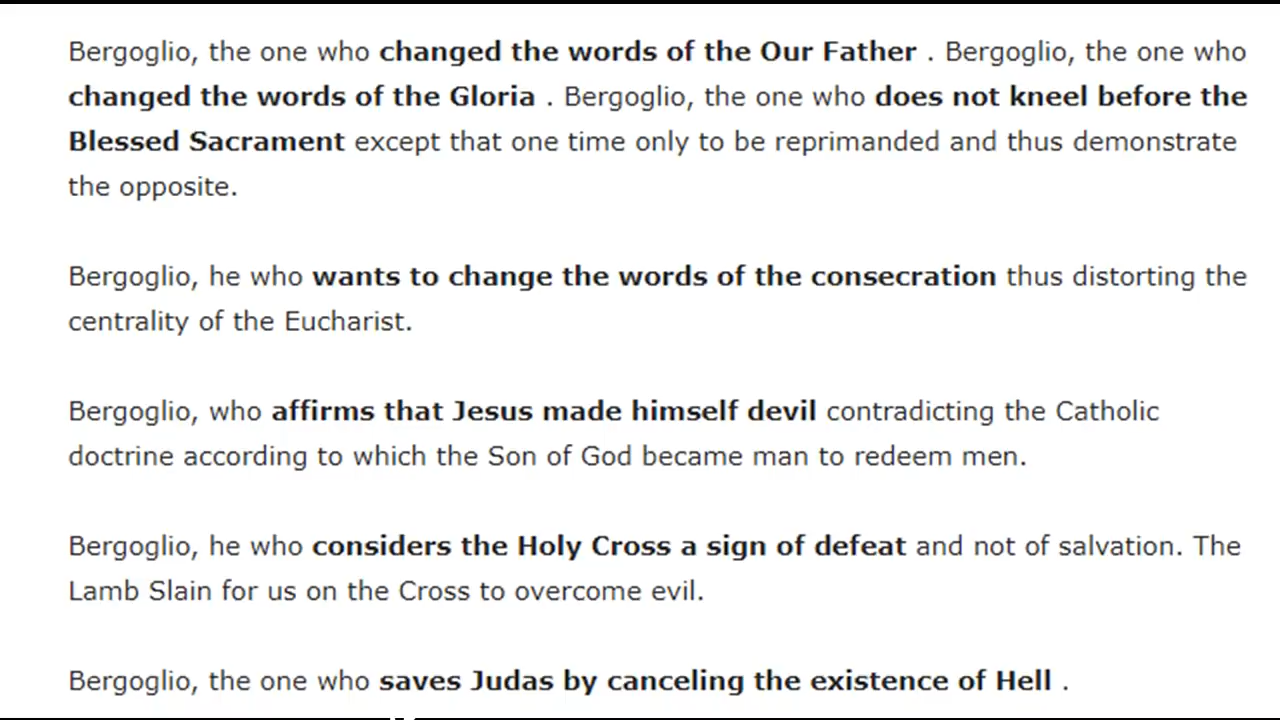 Bergoglio, the one who changed the words of the Our Father . Bergoglio, the one who
changed the words of the Gloria . Bergoglio, the one who does not kneel before the
Blessed Sacrament except that one time only to be reprimanded and thus demonstrate
the opposite.
Bergoglio, he who wants to change the words of the consecration thus distorting the
centrality of the Eucharist.
Bergoglio, who affirms that Jesus made himself devil contradicting the Catholic
doctrine according to which the Son of God became man to redeem men.
Bergoglio, he who considers the Holy Cross a sign of defeat and not of salvation. The
Lamb Slain for us on the Cross to overcome evil.
Bergoglio, the one who saves Judas by canceling the existence of Hell .